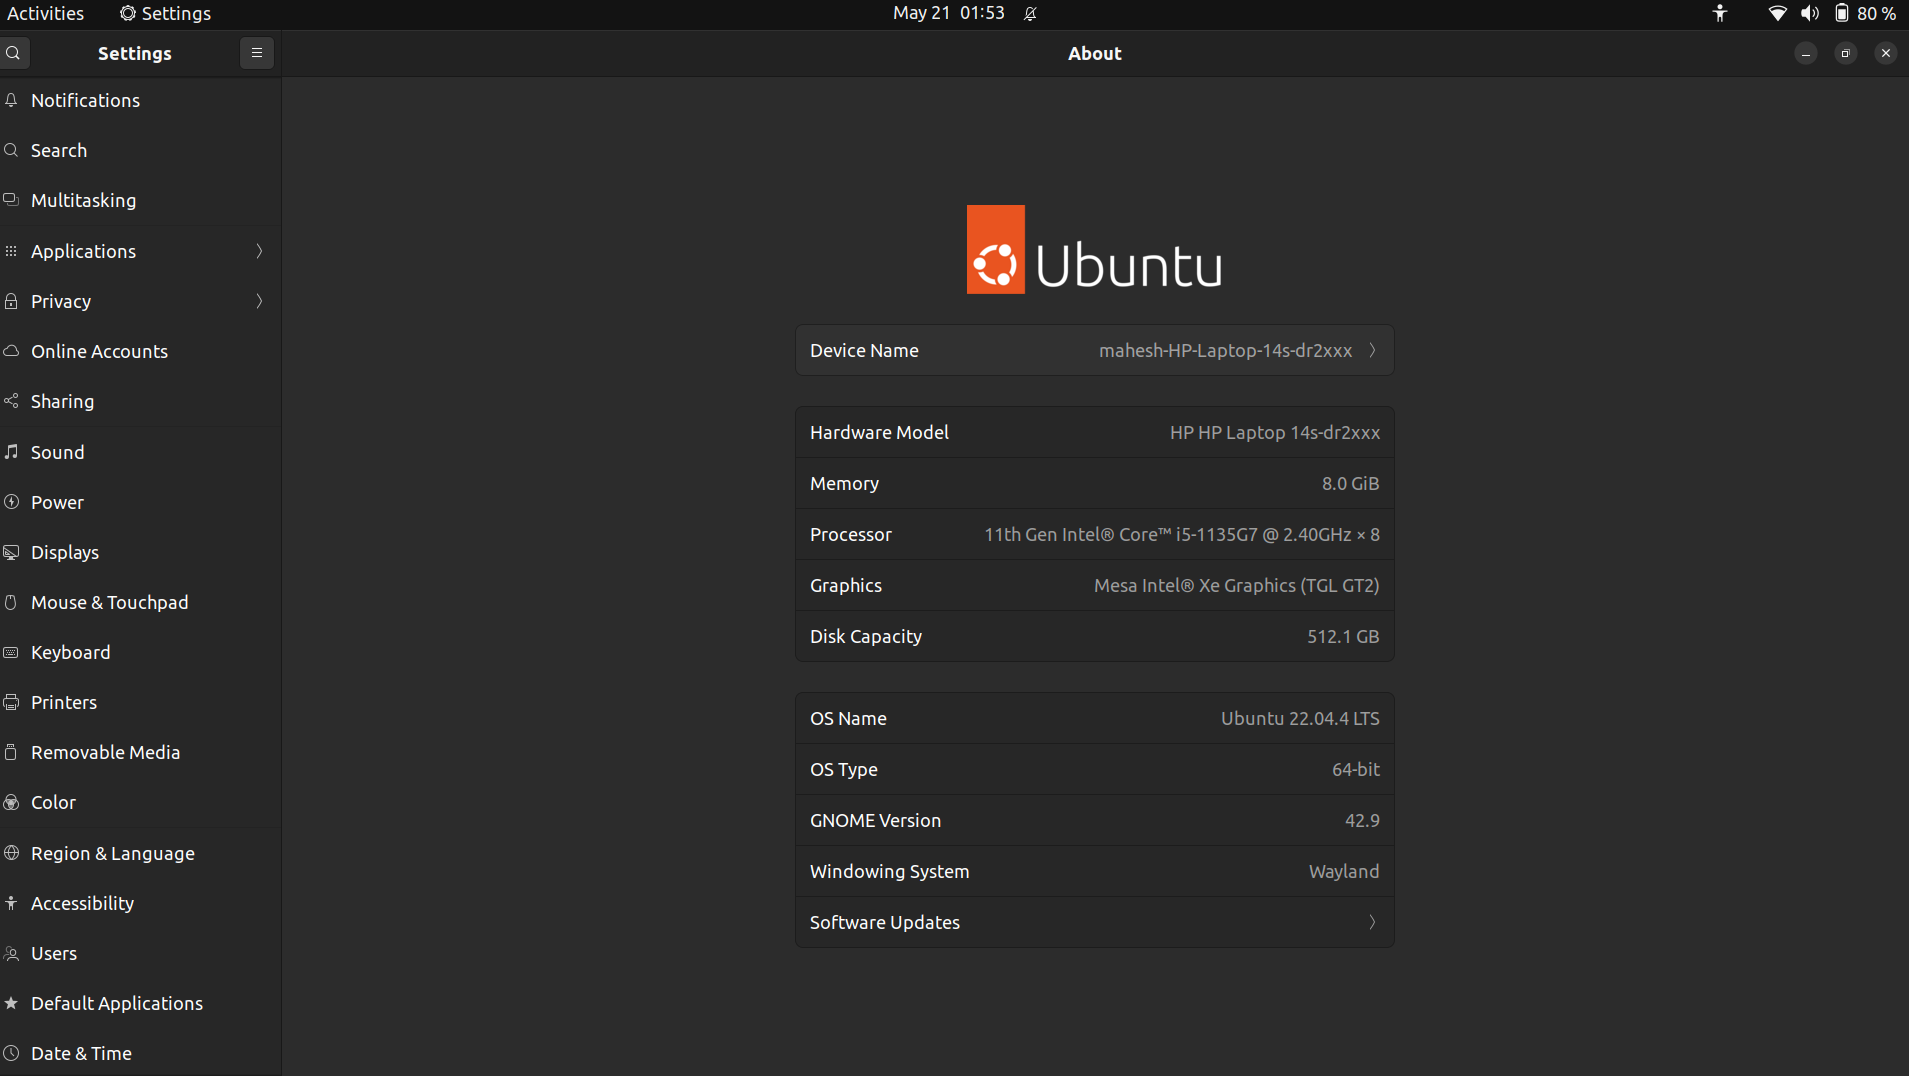 Activities Settings May 21 01:53 80 %
Settings About
Notifications
Search
Multitasking
Applications
Privacy
Online Accounts
Sharing
Sound
Power
Displays
Mouse & Touchpad
Keyboard
Printers
Removable Media
Color
Region & Language
Accessibility
Users
Default Applications
Date & Time
Ubuntu
Device Name mahesh-HP-Laptop-14s-dr2xxx
Hardware Model HP HP Laptop 14s-dr2xxx
Memory 8.0 GiB
Processor 11th Gen Intel® Core™ i5-1135G7 @ 2.40GHz × 8
Graphics Mesa Intel® Xe Graphics (TGL GT2)
Disk Capacity 512.1 GB
OS Name Ubuntu 22.04.4 LTS
OS Type 64-bit
GNOME Version 42.9
Windowing System Wayland
Software Updates